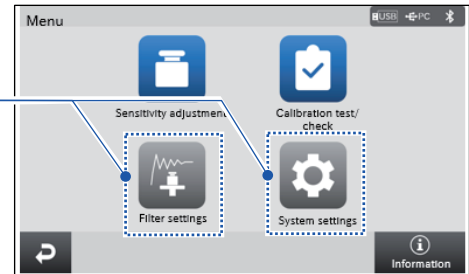 Menu
USB PC
Sensitivity adjustment
Calibration test/
check
Filter settings
System settings
Information